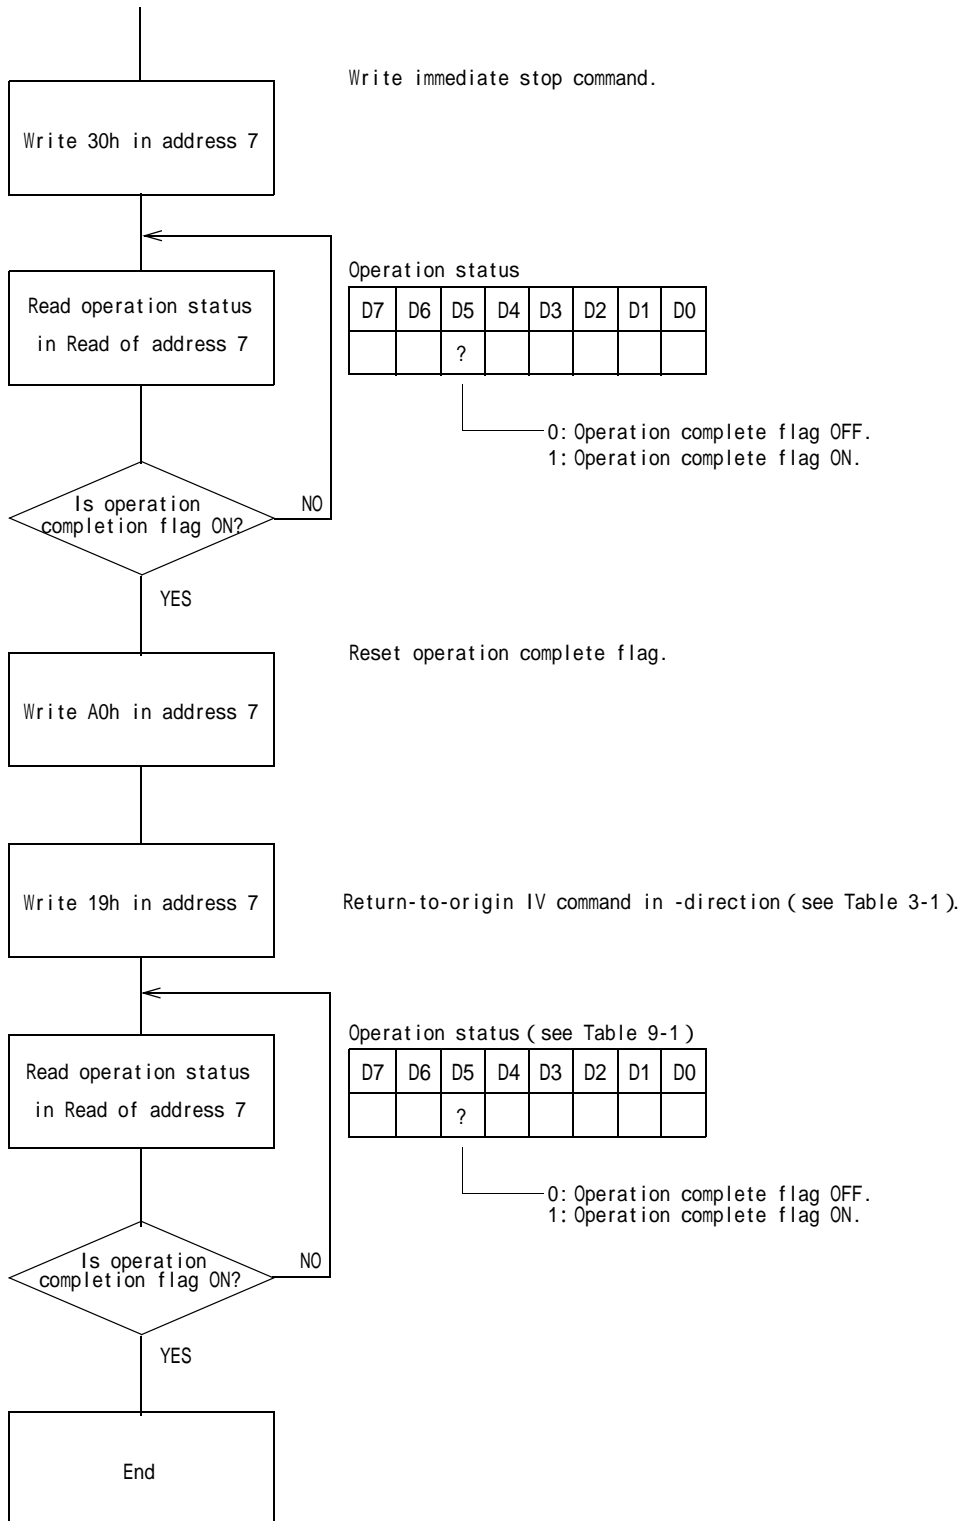 Write immediate stop command.
Write 30h in address 7
Operation status
Read operation status
in Read of address 7
D7 D6 D5 D4 D3 D2 D1 D0
?
0: Operation complete flag OFF.
1: Operation complete flag ON.
Is operation
completion flag ON?
NO
YES
Reset operation complete flag.
Write A0h in address 7
Write 19h in address 7
Return-to-origin IV command in -direction (see Table 3-1).
Operation status (see Table 9-1)
Read operation status
in Read of address 7
D7 D6 D5 D4 D3 D2 D1 D0
?
0: Operation complete flag OFF.
1: Operation complete flag ON.
Is operation
completion flag ON?
NO
YES
End